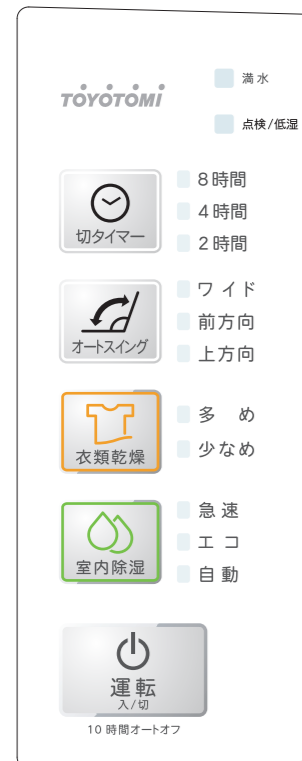 満水
TOYOTOMI
点検/低湿
8時間
4時間
2時間
切タイマー
ワイド
前方向
上方向
オートスイング
多め
少なめ
衣類乾燥
急速
エコ
自動
室内除湿
運転
入/切
10時間オートオフ